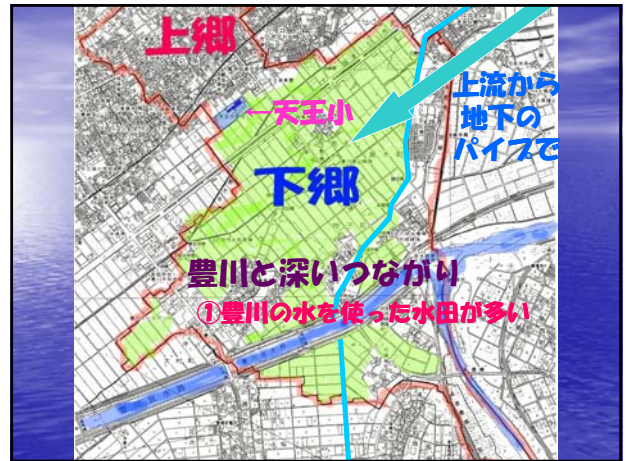 上郷
←天王小
上流から
地下の
パイプで
下郷
豊川と深いつながり
①豊川の水を使った水田が多い